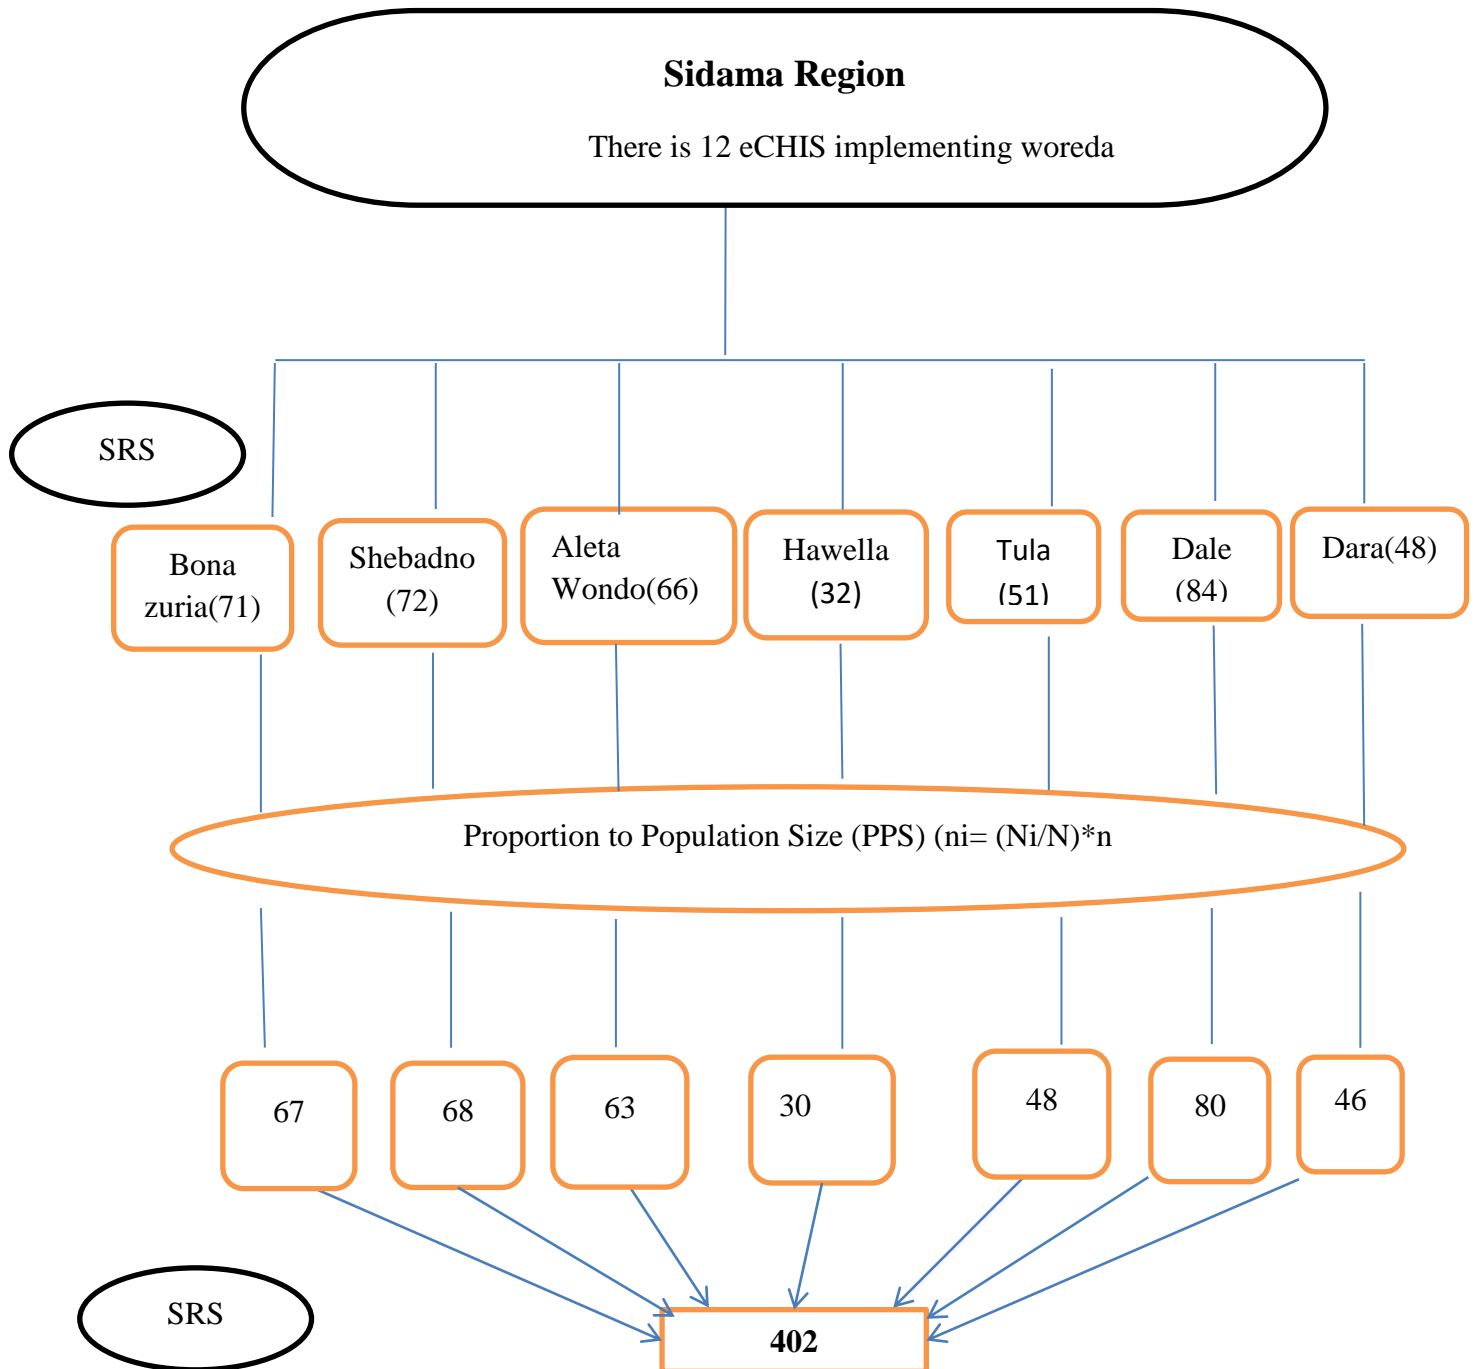 Sidama Region
There is 12 eCHIS implementing woreda
SRS
Bona
zuria(71)
Shebadno
(72)
Aleta
Wondo(66)
Hawella
(32)
Tula
(51)
Dale
(84)
Dara(48)
Proportion to Population Size (PPS) (ni= (Ni/N)*n
67
68
63
30
48
80
46
SRS
402